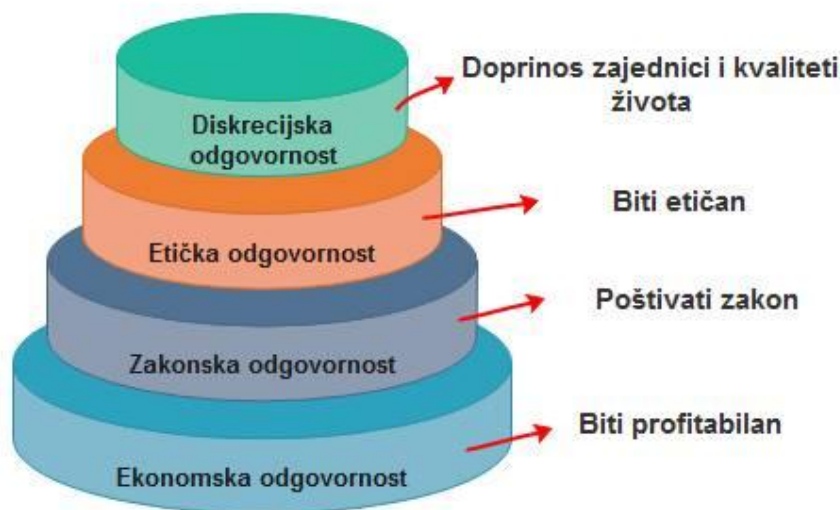 Doprinos zajednici i kvaliteti
života
Diskrecijska
odgovornost
Biti etičan
Etička odgovornost
Poštivati zakon
Zakonska odgovornost
Biti profitabilan
Ekonomska odgovornost